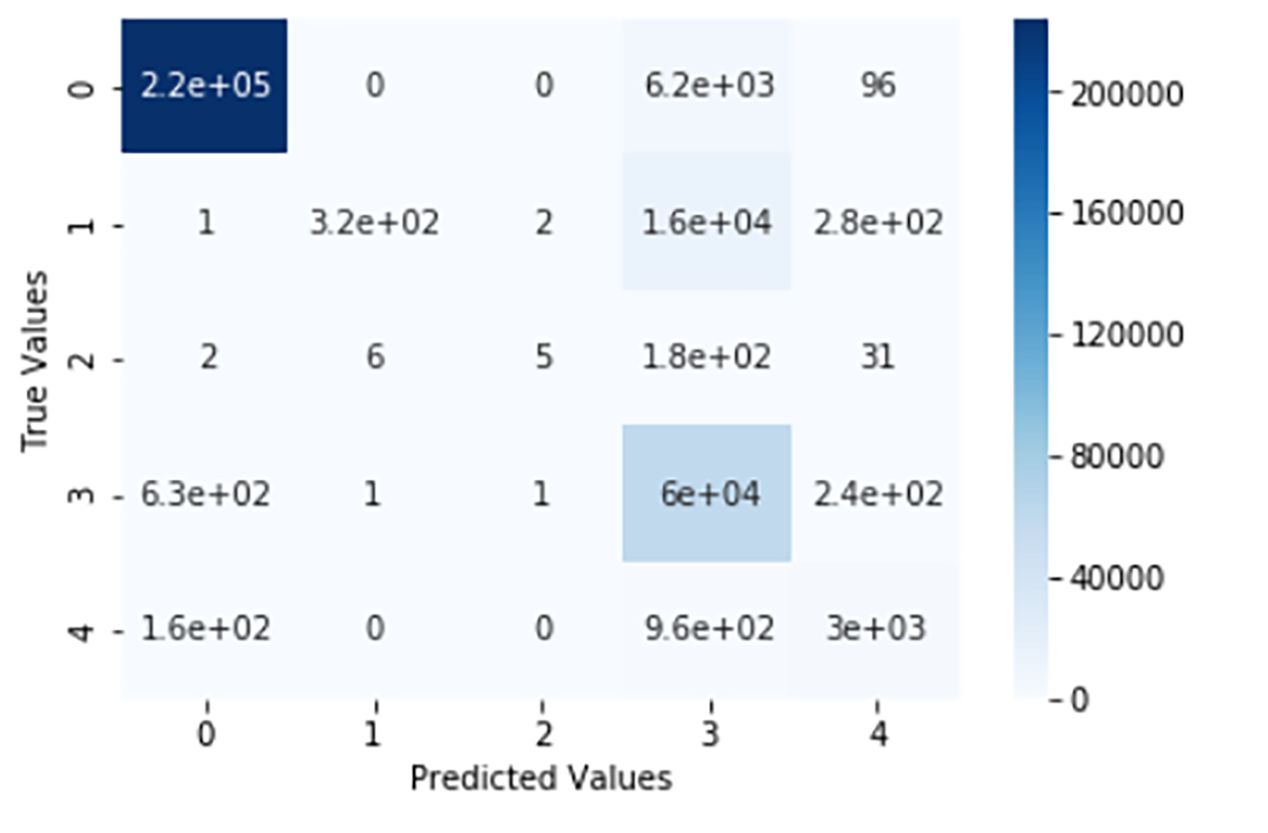 0 2.2e+05 0 0 6.2e+03 96
1 1 3.2e+02 2 1.6e+04 2.8e+02
2 2 6 5 1.8e+02 31
3 6.3e+02 1 1 6e+04 2.4e+02
4 1.6e+02 0 0 9.6e+02 3e+03
0 1 2 3 4
True Values
Predicted Values
200000
160000
120000
80000
40000
0